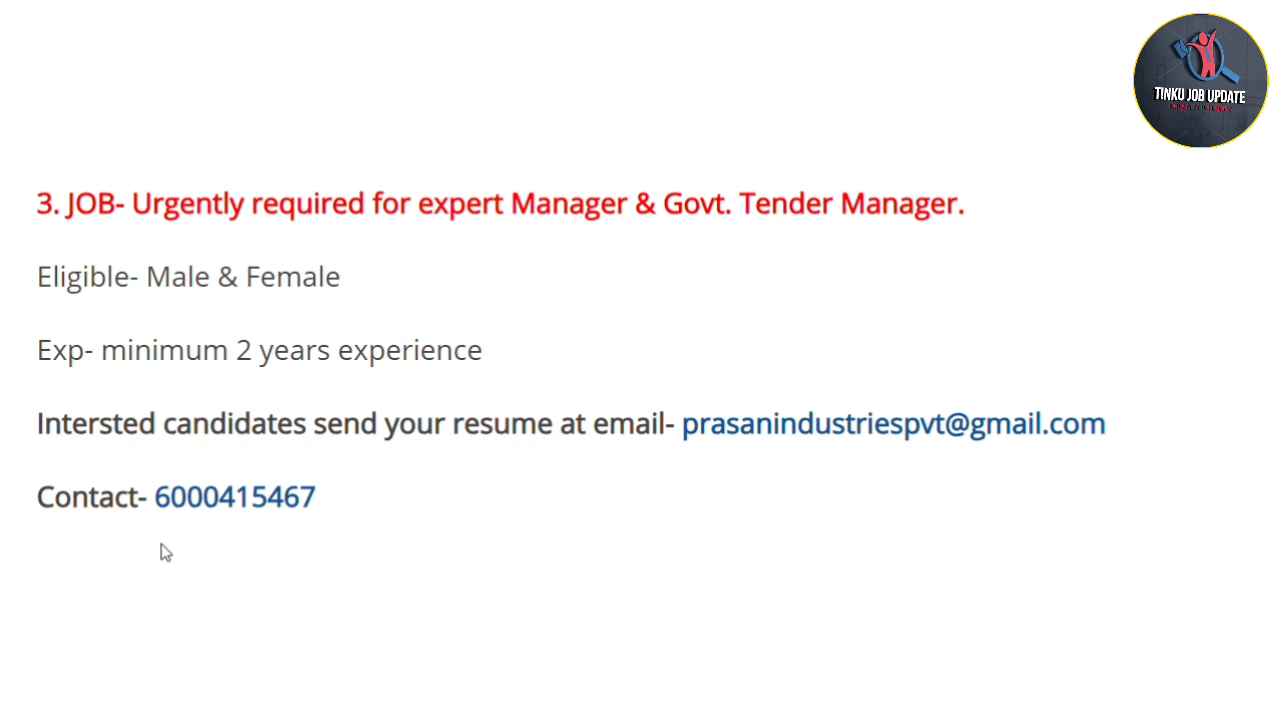 TINKU JOB UPDATE
3. JOB- Urgently required for expert Manager & Govt. Tender Manager.
Eligible- Male & Female
Exp- minimum 2 years experience
Intersted candidates send your resume at email- prasanindustriespvt@gmail.com
Contact- 6000415467